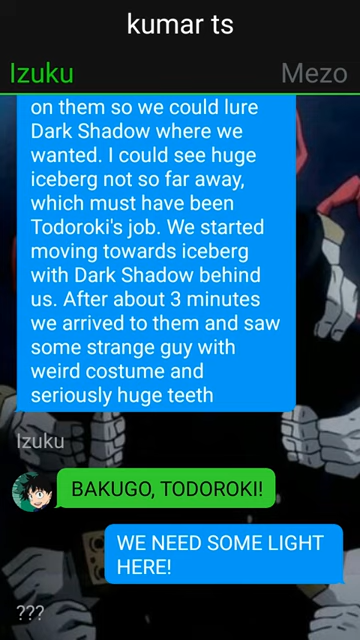 kumar ts
Izuku Mezo
on them so we could lure
Dark Shadow where we
wanted. I could see huge
iceberg not so far away,
which must have been
Todoroki's job. We started
moving towards iceberg
with Dark Shadow behind
us. After about 3 minutes
we arrived to them and saw
some strange guy with
weird costume and
seriously huge teeth
Izuku
BAKUGO, TODOROKI!
WE NEED SOME LIGHT
HERE!
???